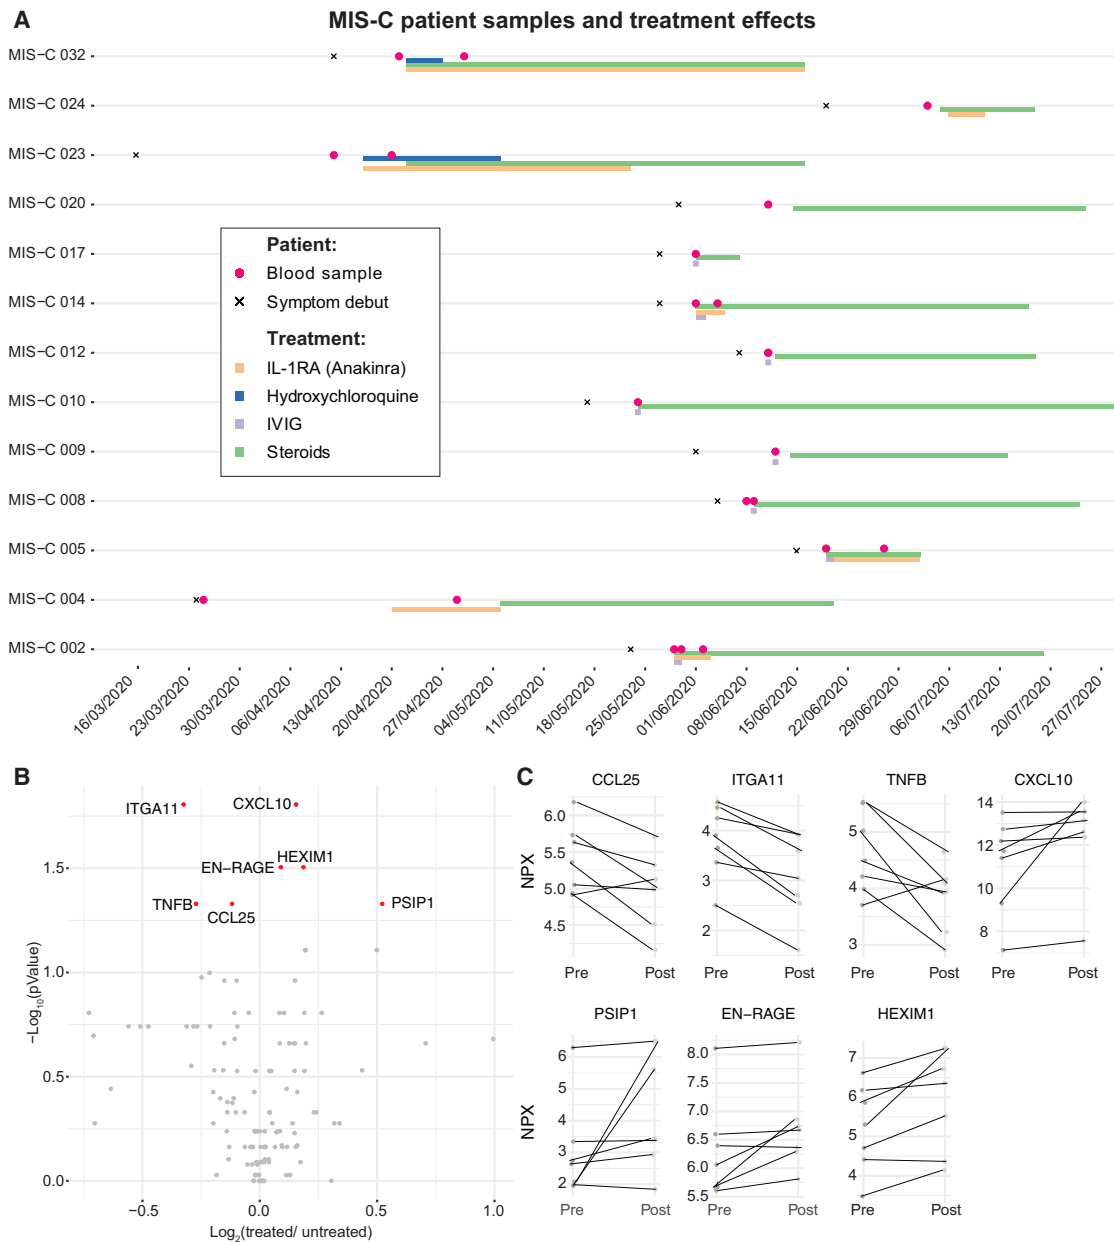 A
MIS-C patient samples and treatment effects
MIS−C 032
MIS−C 024
MIS−C 023
MIS−C 020
MIS−C 017
MIS−C 014
MIS−C 012
MIS−C 010
MIS−C 009
MIS−C 008
MIS−C 005
MIS−C 004
MIS−C 002
Patient:
Blood sample
Symptom debut
Treatment:
IL-1RA (Anakinra)
Hydroxychloroquine
IVIG
Steroids
16/03/2020
23/03/2020
30/03/2020
06/04/2020
13/04/2020
20/04/2020
27/04/2020
04/05/2020
11/05/2020
18/05/2020
25/05/2020
01/06/2020
08/06/2020
15/06/2020
22/06/2020
29/06/2020
06/07/2020
13/07/2020
20/07/2020
27/07/2020
B
ITGA11
CXCL10
EN-RAGE
HEXIM1
TNFB
CCL25
PSIP1
−Log10(pValue)
1.5
1.0
0.5
0.0
−0.5
0.0
0.5
1.0
Log2(treated/ untreated)
C
CCL25
NPX
6.0
5.5
5.0
4.5
Pre
Post
ITGA11
4
3
2
Pre
Post
TNFB
5
4
3
Pre
Post
CXCL10
14
12
10
8
Pre
Post
PSIP1
NPX
6
5
4
3
2
Pre
Post
EN−RAGE
8.0
7.5
7.0
6.5
6.0
5.5
Pre
Post
HEXIM1
7
6
5
4
Pre
Post